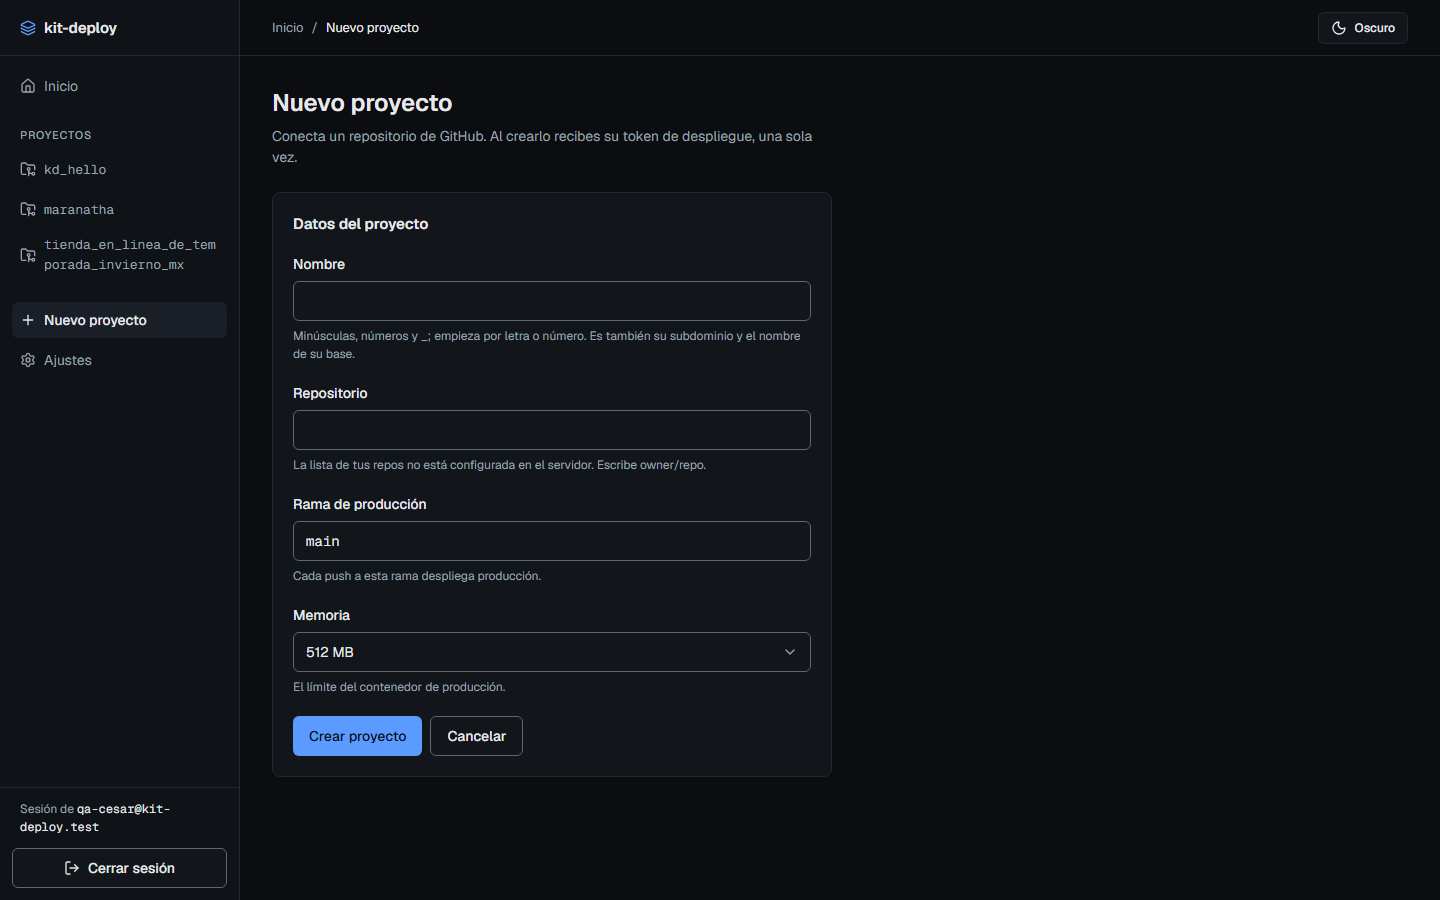 kit-deploy
Inicio / Nuevo proyecto
Oscuro
Inicio
PROYECTOS
kd_hello
maranatha
tienda_en_linea_de_tem
porada_invierno_mx
Nuevo proyecto
Ajustes
Sesión de qa-cesar@kit-
deploy.test
Cerrar sesión
Nuevo proyecto
Conecta un repositorio de GitHub. Al crearlo recibes su token de despliegue, una sola
vez.
Datos del proyecto
Nombre
Minúsculas, números y _; empieza por letra o número. Es también su subdominio y el nombre
de su base.
Repositorio
La lista de tus repos no está configurada en el servidor. Escribe owner/repo.
Rama de producción
main
Cada push a esta rama despliega producción.
Memoria
512 MB
El límite del contenedor de producción.
Crear proyecto
Cancelar